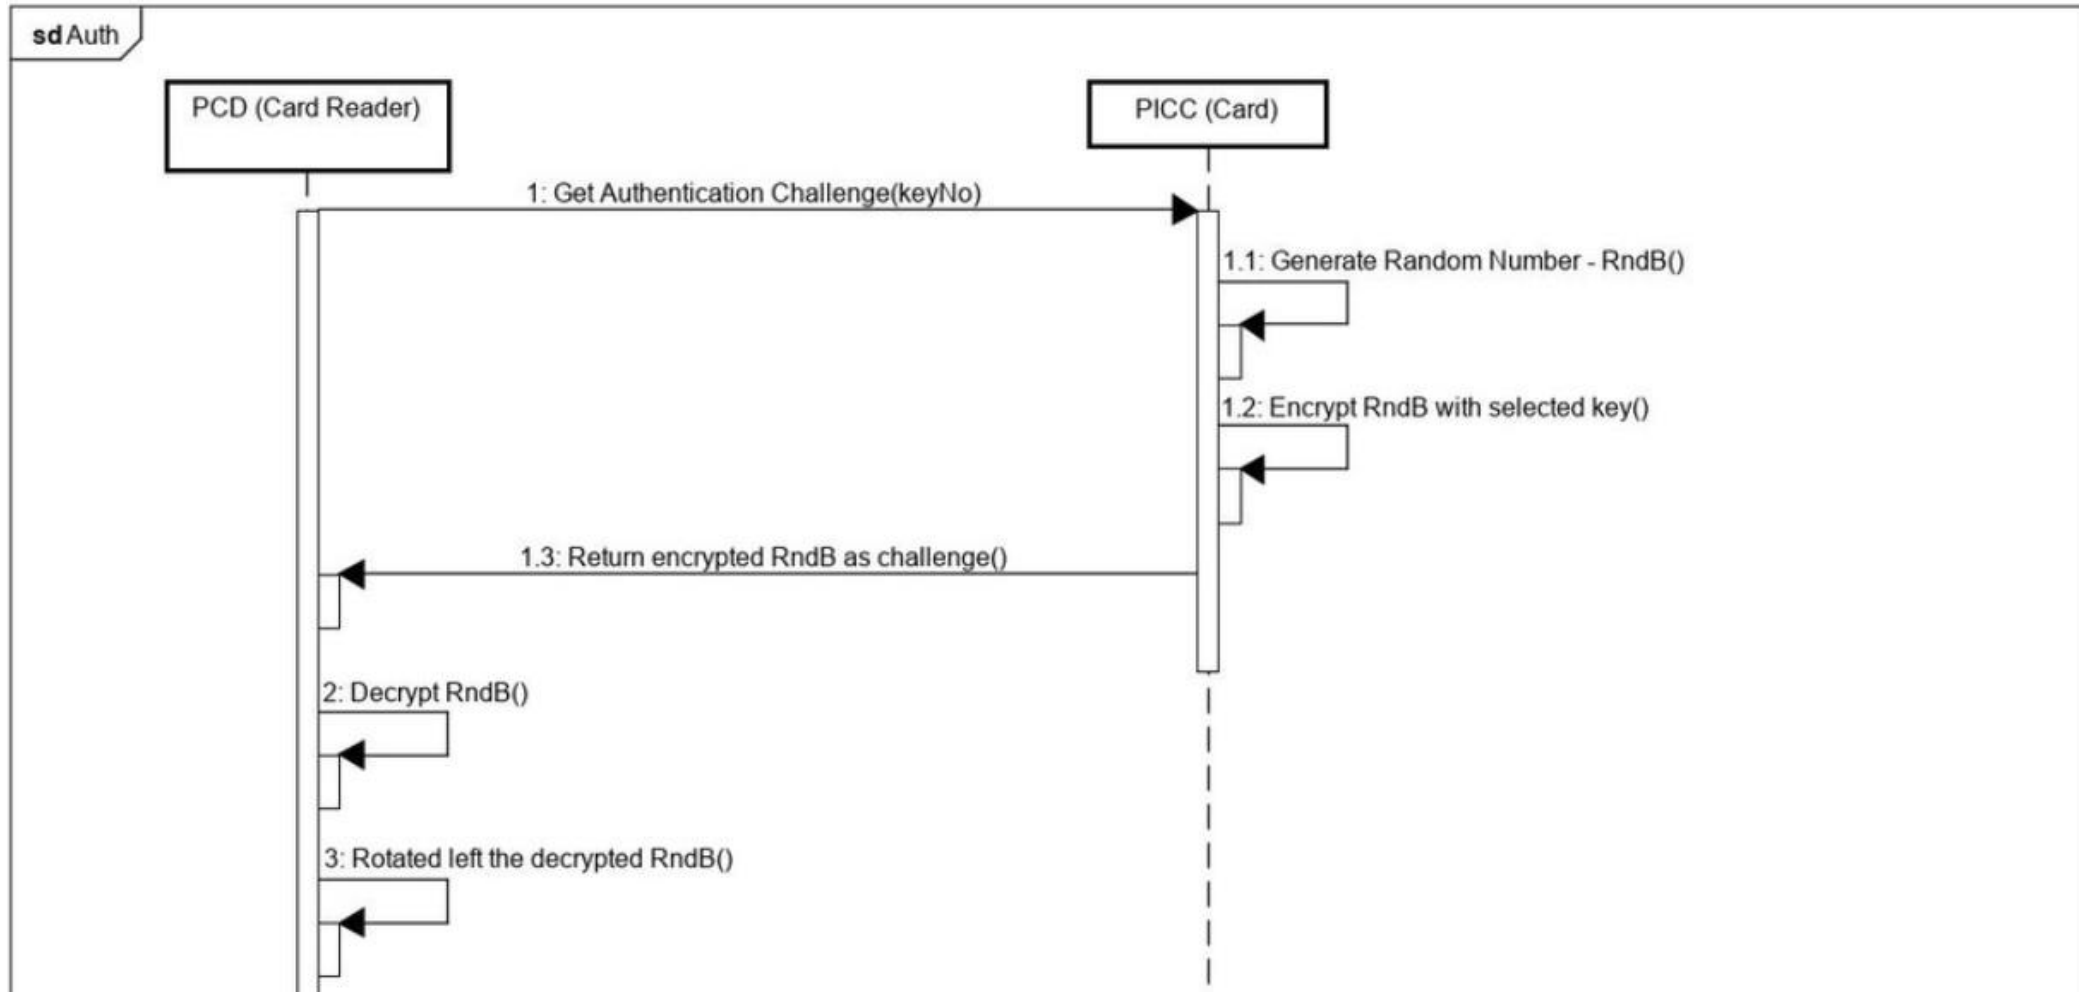 sd Auth
PCD (Card Reader)
PICC (Card)
1: Get Authentication Challenge(keyNo)
1.1: Generate Random Number - RndB()
1.2: Encrypt RndB with selected key()
1.3: Return encrypted RndB as challenge()
2: Decrypt RndB()
3: Rotated left the decrypted RndB()